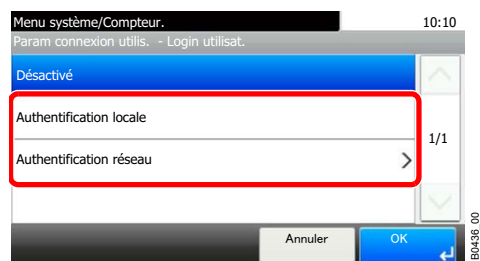 Menu système/Compteur.
10:10
Param connexion utilis. - Login utilisat.
Désactivé
Authentification locale
1/1
Authentification réseau
Annuler
OK
B0436_00